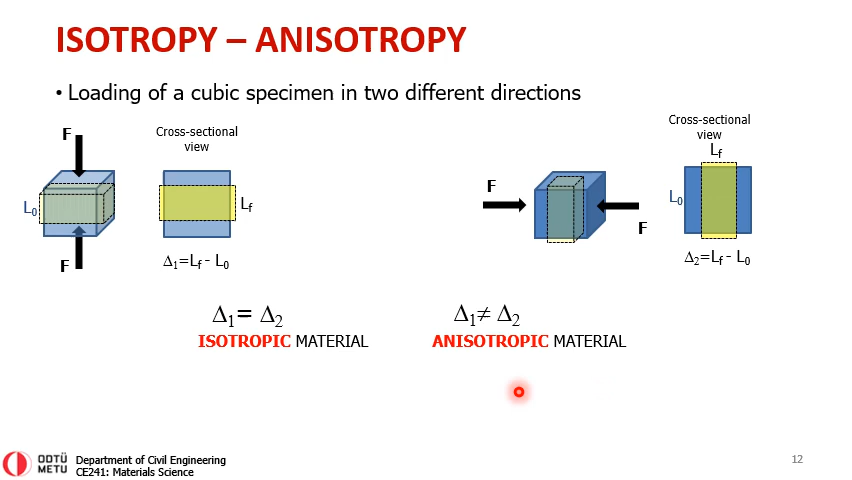 ISOTROPY – ANISOTROPY
• Loading of a cubic specimen in two different directions
F
Cross-sectional
view
L0
Lf
F
Δ1=Lf - L0
Cross-sectional
view
Lf
F
L0
F
Δ2=Lf - L0
Δ1= Δ2
ISOTROPIC MATERIAL
Δ1≠ Δ2
ANISOTROPIC MATERIAL
ODTÜ
METU
Department of Civil Engineering
CE241: Materials Science
12